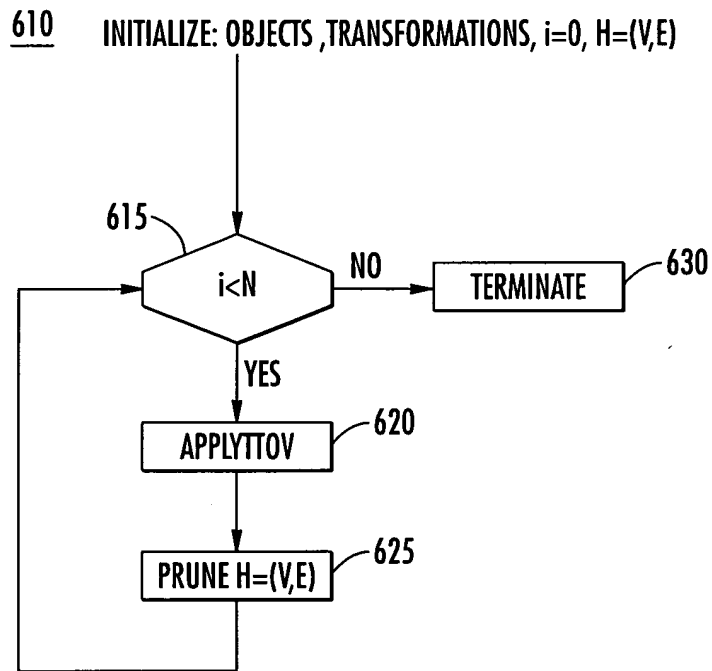 610 INITIALIZE: OBJECTS ,TRANSFORMATIONS, i=0, H=(V,E)
615
i<N
NO
TERMINATE
630
YES
APPLYTTOV
620
PRUNE H=(V,E)
625